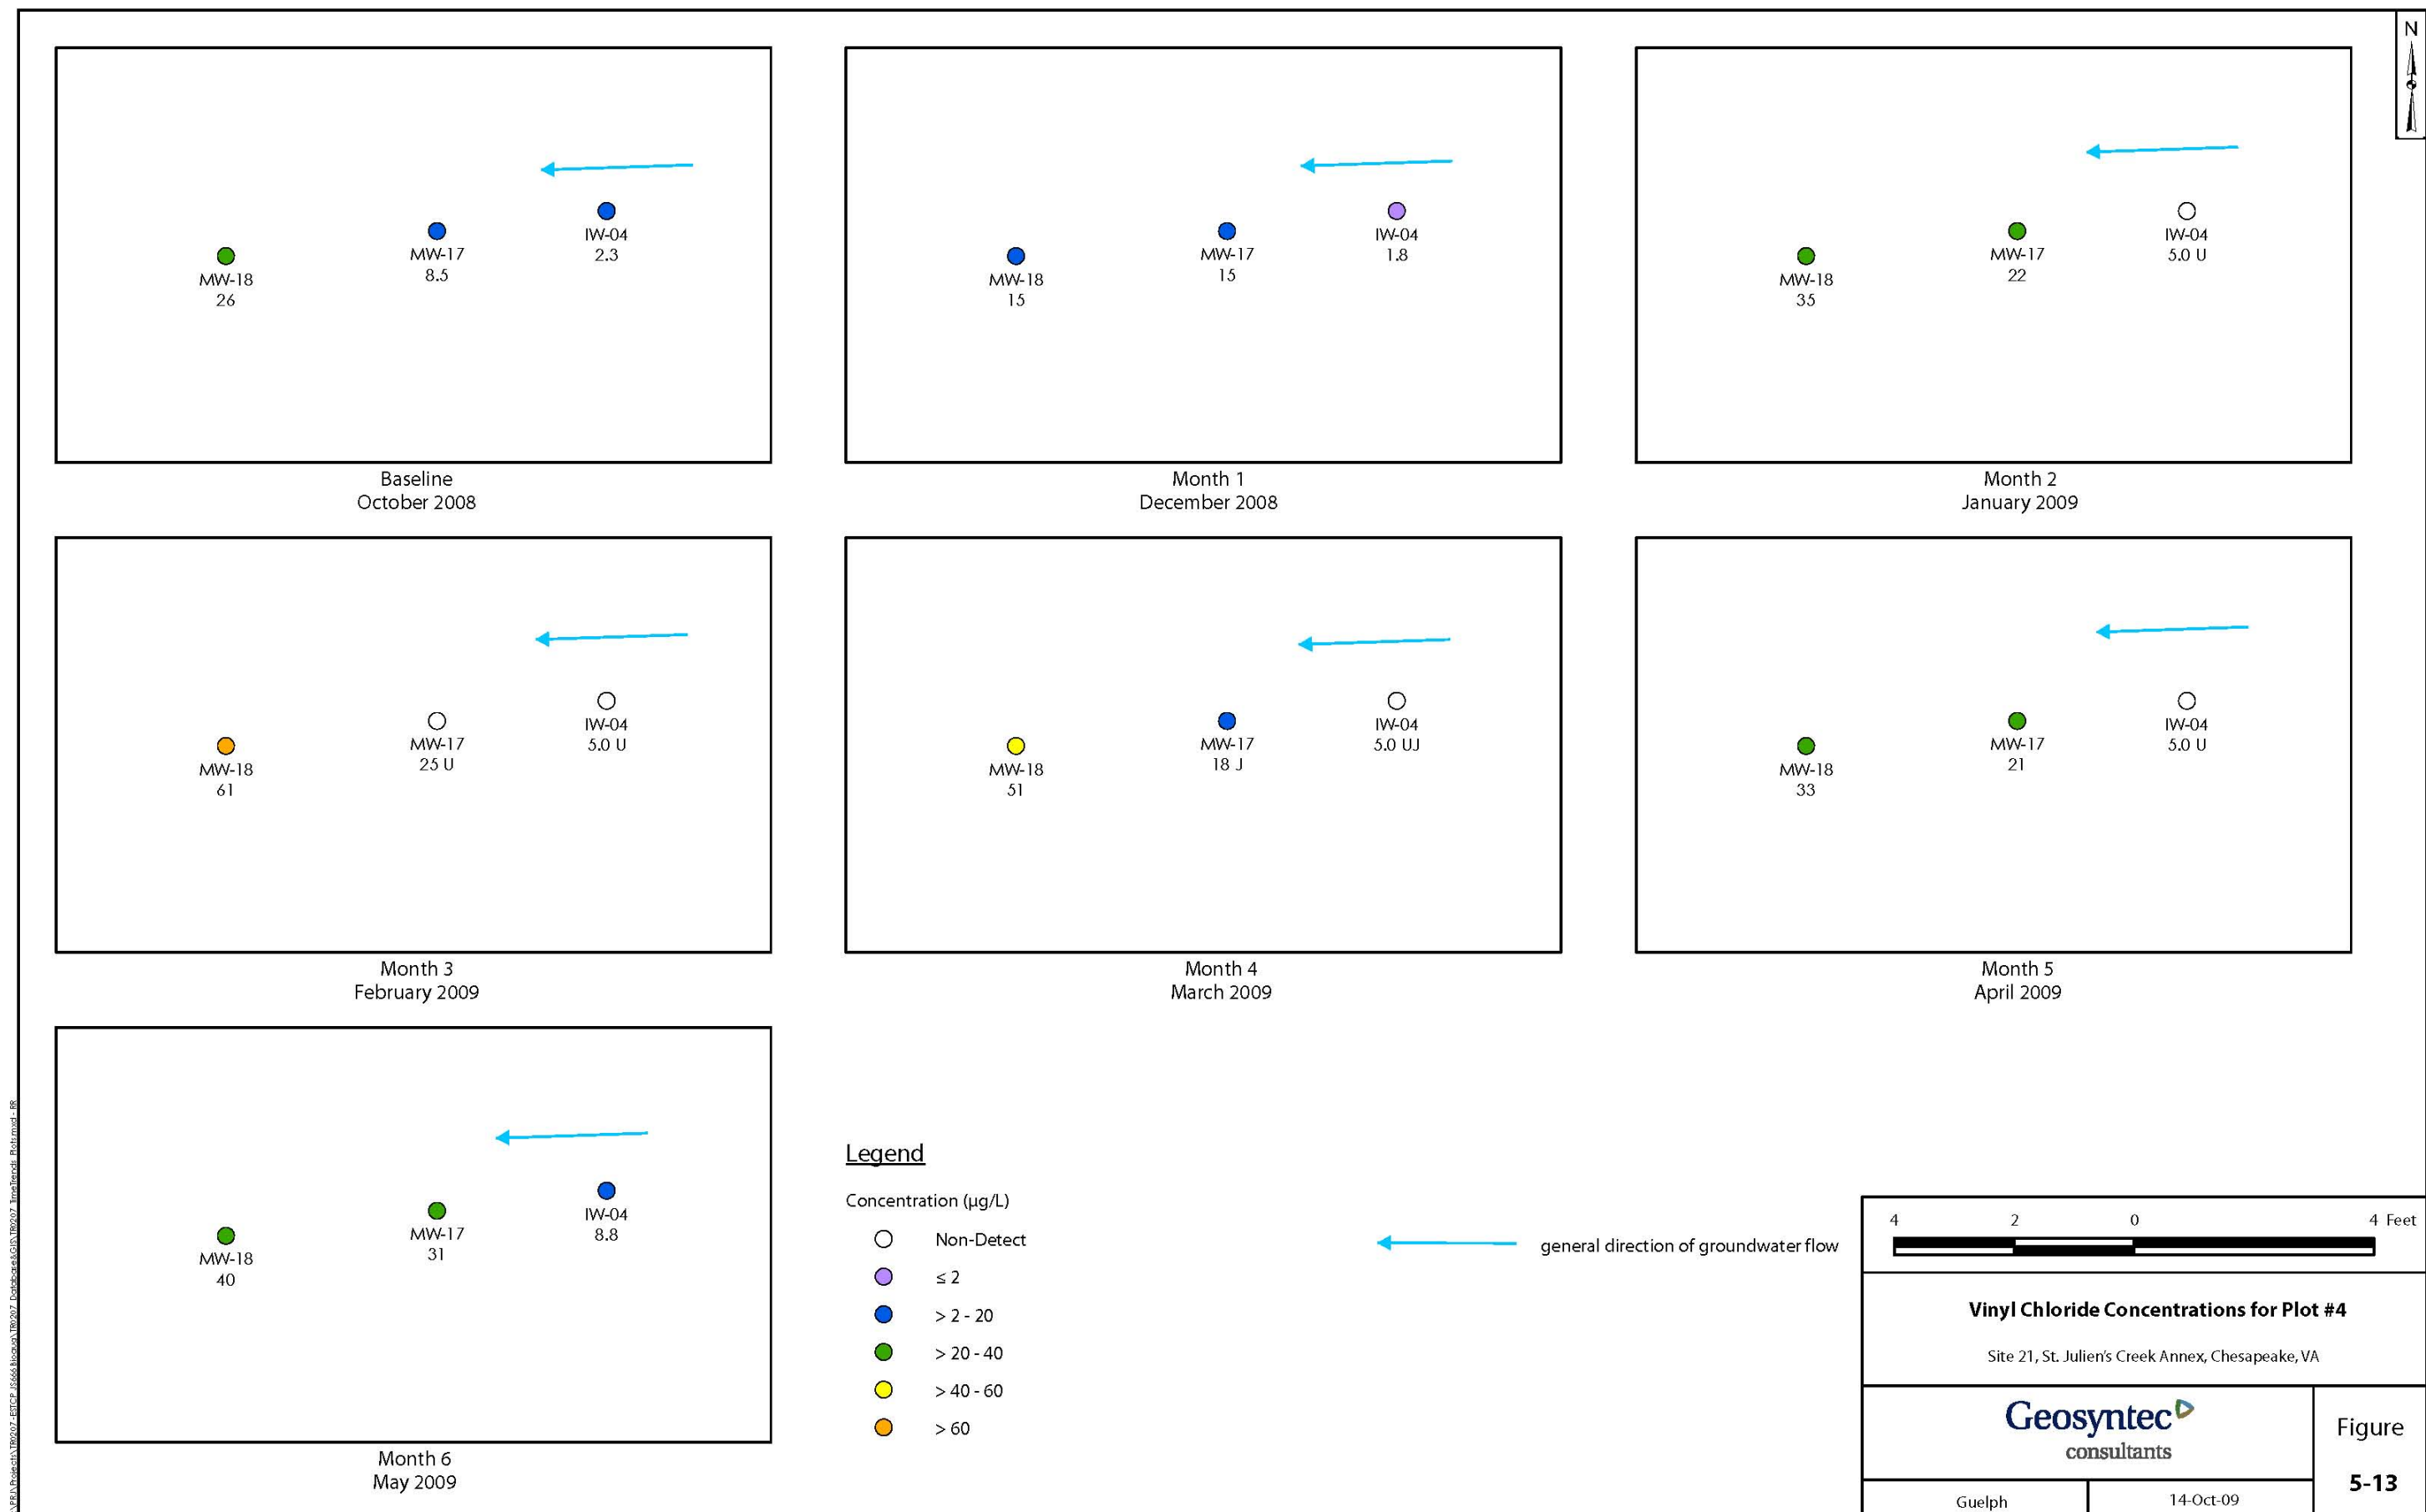 N
IW-04
2.3
MW-17
8.5
MW-18
26
Baseline
October 2008
IW-04
1.8
MW-17
15
MW-18
15
Month 1
December 2008
IW-04
5.0 U
MW-17
22
MW-18
35
Month 2
January 2009
IW-04
5.0 U
MW-17
25 U
MW-18
61
Month 3
February 2009
IW-04
5.0 UJ
MW-17
18 J
MW-18
51
Month 4
March 2009
IW-04
5.0 U
MW-17
21
MW-18
33
Month 5
April 2009
IW-04
8.8
MW-17
31
MW-18
40
Month 6
May 2009
Legend
Concentration (µg/L)
Non-Detect
≤ 2
> 2 - 20
> 20 - 40
> 40 - 60
> 60
general direction of groundwater flow
4 2 0 4 Feet
Vinyl Chloride Concentrations for Plot #4
Site 21, St. Julien's Creek Annex, Chesapeake, VA
Geosyntec
consultants
Figure
5-13
Guelph
14-Oct-09